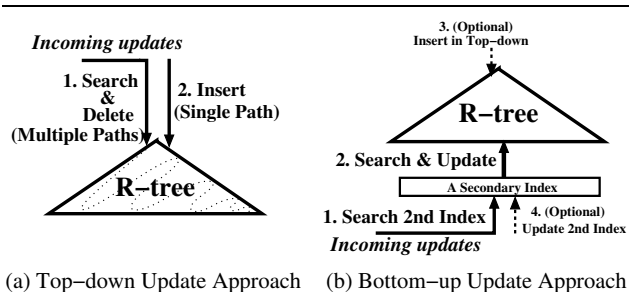 Incoming updates
1. Search
&
Delete
(Multiple Paths)
2. Insert
(Single Path)
R−tree
3. (Optional)
Insert in Top−down
R−tree
2. Search & Update
A Secondary Index
1. Search 2nd Index
Incoming updates
4. (Optional)
Update 2nd Index
(a) Top−down Update Approach
(b) Bottom−up Update Approach